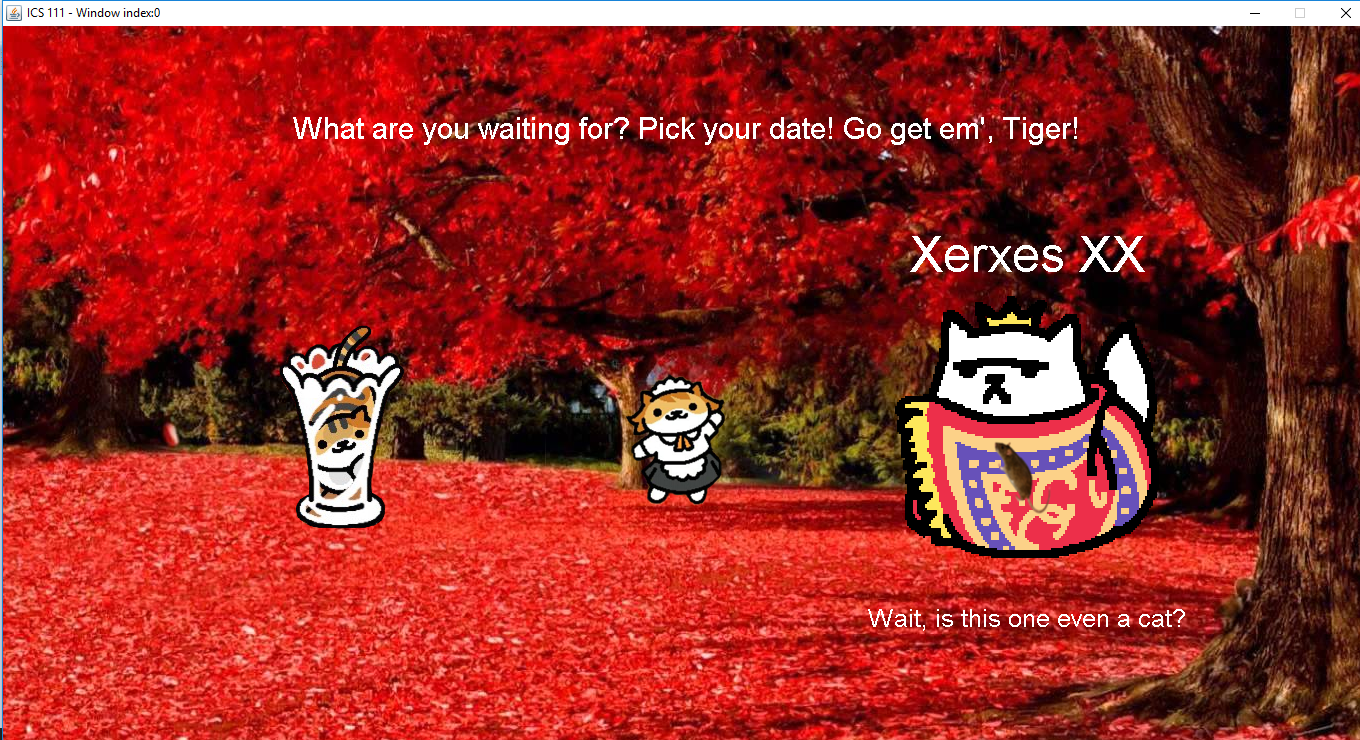 ICS 111 - Window index:0
What are you waiting for? Pick your date! Go get em', Tiger!
Xerxes XX
Wait, is this one even a cat?